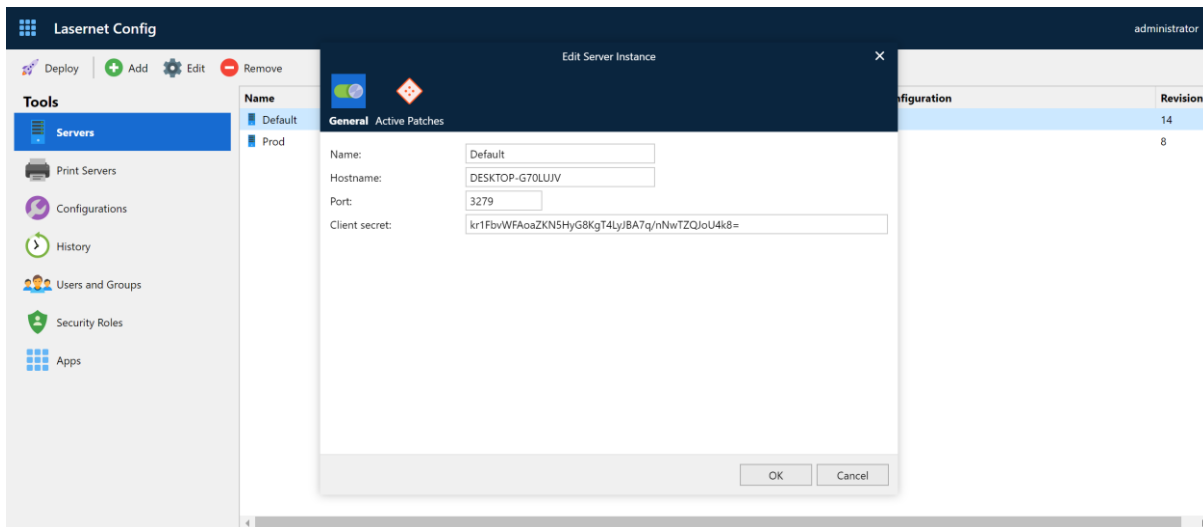 Lasernet Config
administrator
Edit Server Instance
Deploy Add Edit Remove
General Active Patches
Tools
Servers
Print Servers
Configurations
History
Users and Groups
Security Roles
Apps
Name nfiguration Revision
Default 14
Prod 8
Name: Default
Hostname: DESKTOP-G70LUJV
Port: 3279
Client secret: kr1FbvWFAoaZKN5HyG8KgT4LyJBA7q/nNwTZQJoU4k8=
OK Cancel